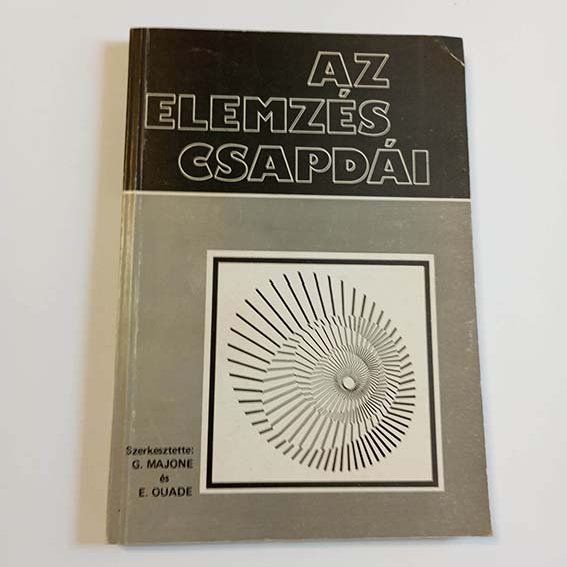 AZ
ELEMZÉS
CSAPDÁI
Szerkesztette:
G. MAJONE
és
E. QUADE